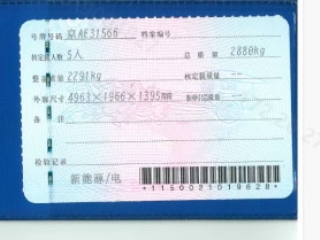 号牌号码 京AE31566 档案编号
核定载人数 5人 总质量 2880kg
整备质量 2291kg 核定载质量 --
外廓尺寸 4963×1966×1395mm 准牵引总质量 --
备注
检验记录
新能源/电
*1150021019628*